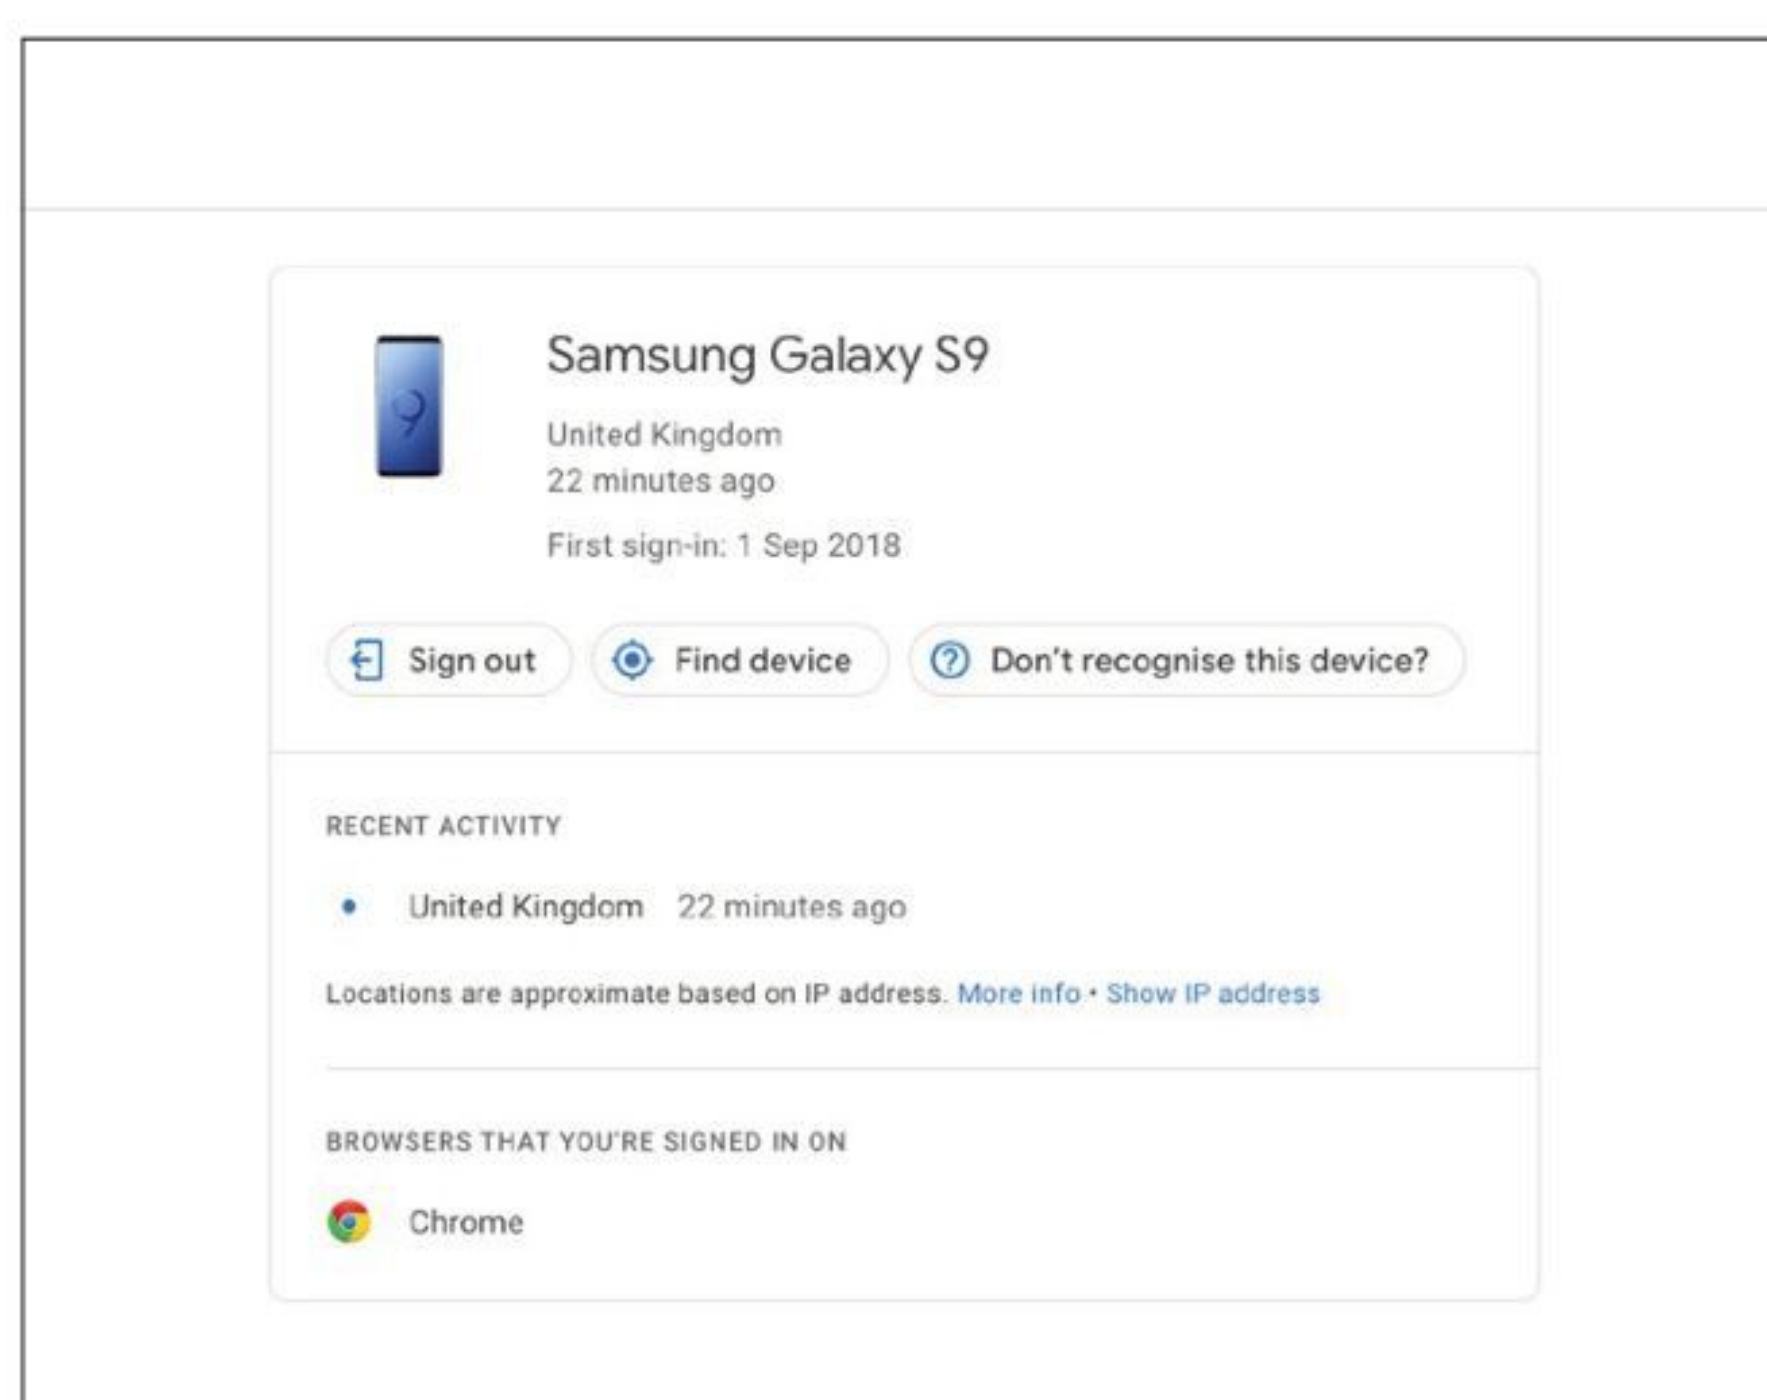 Samsung Galaxy S9
United Kingdom
22 minutes ago
First sign-in: 1 Sep 2018
Sign out Find device Don't recognise this device?
RECENT ACTIVITY
• United Kingdom 22 minutes ago
Locations are approximate based on IP address. More info • Show IP address
BROWSERS THAT YOU'RE SIGNED IN ON
Chrome